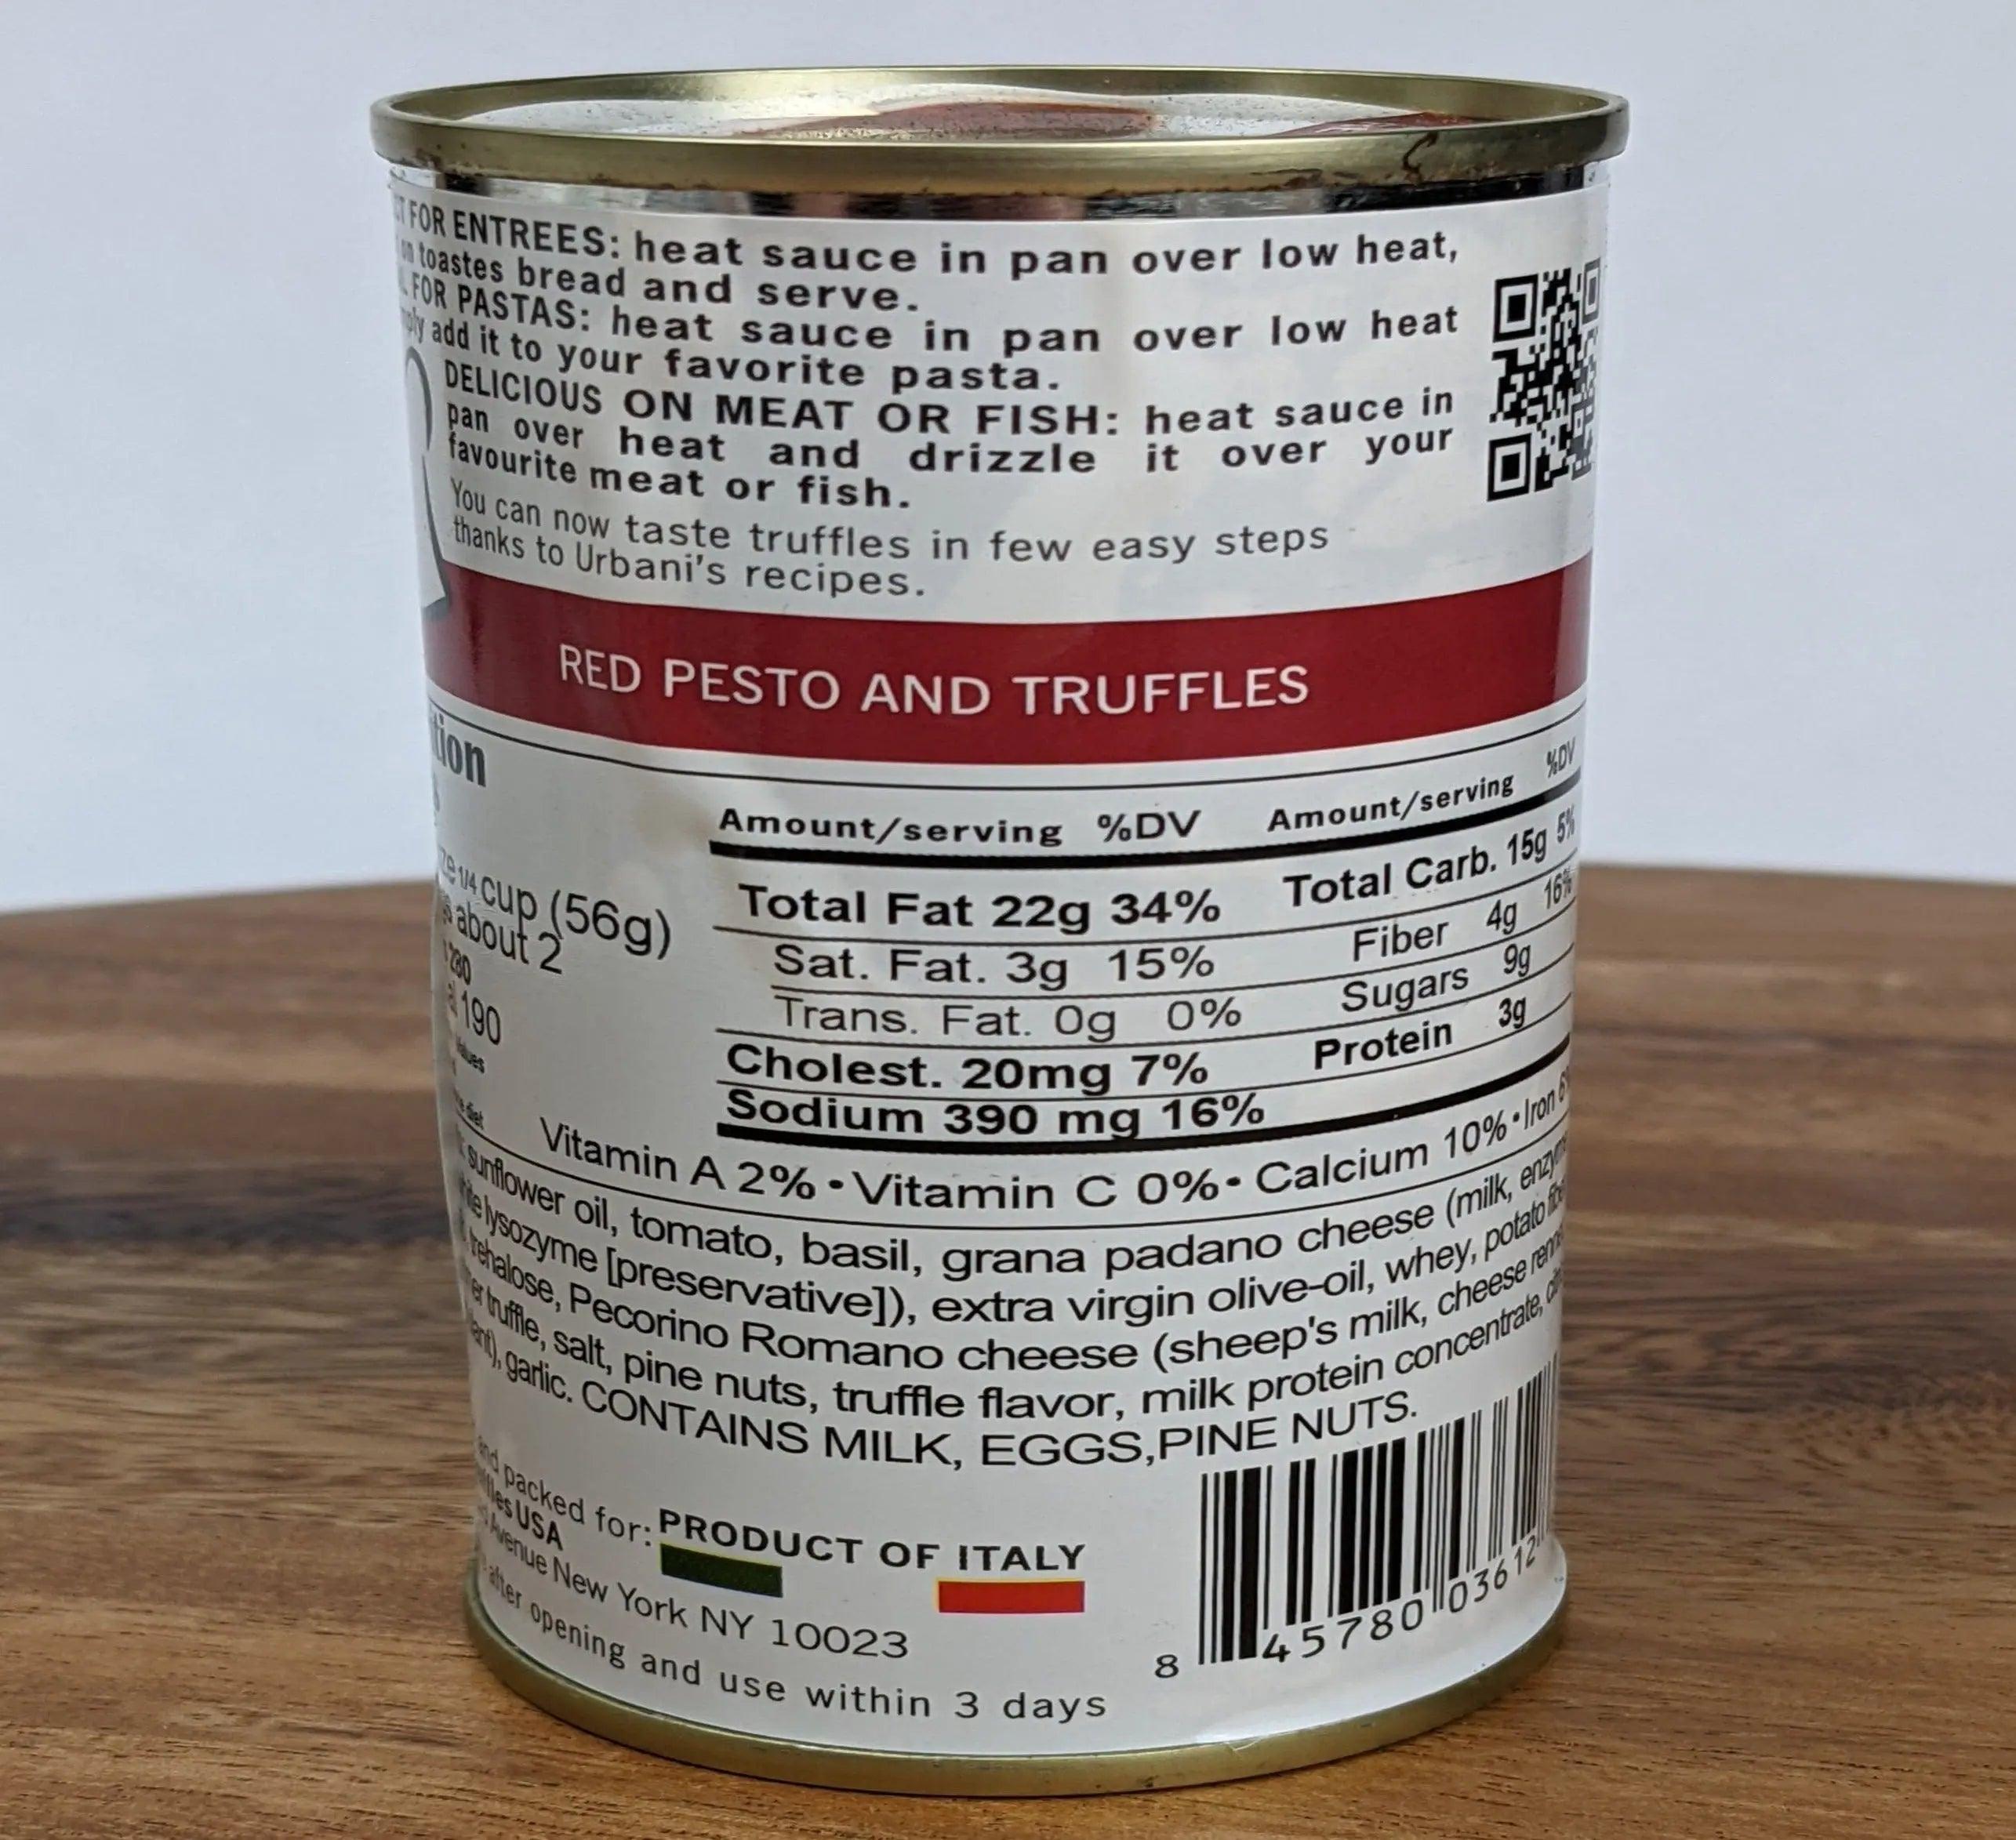 FOR ENTREES: heat sauce in pan over low heat,
on toastes bread and serve.
FOR PASTAS: heat sauce in pan over low heat
add it to your favorite pasta.
DELICIOUS ON MEAT OR FISH: heat sauce in
pan over heat and drizzle it over your
favourite meat or fish.
You can now taste truffles in few easy steps
thanks to Urbani's recipes.
RED PESTO AND TRUFFLES
1/4 cup (56g)
about 2
280
190
Amount/serving %DV
Total Fat 22g 34%
Sat. Fat. 3g 15%
Trans. Fat. 0g 0%
Cholest. 20mg 7%
Sodium 390 mg 16%
Amount/serving %DV
Total Carb. 15g 5%
Fiber 4g 16%
Sugars 9g
Protein 3g
Vitamin A 2% • Vitamin C 0% • Calcium 10% • Iron
sunflower oil, tomato, basil, grana padano cheese (milk,
lysozyme [preservative]), extra virgin olive-oil, whey, potato
trehalose, Pecorino Romano cheese (sheep's milk, cheese
truffle, salt, pine nuts, truffle flavor, milk protein concentrate,
garlic. CONTAINS MILK, EGGS,PINE NUTS.
packed for:
USA
Avenue New York NY 10023
after opening and use within 3 days
PRODUCT OF ITALY
8 45780 03612